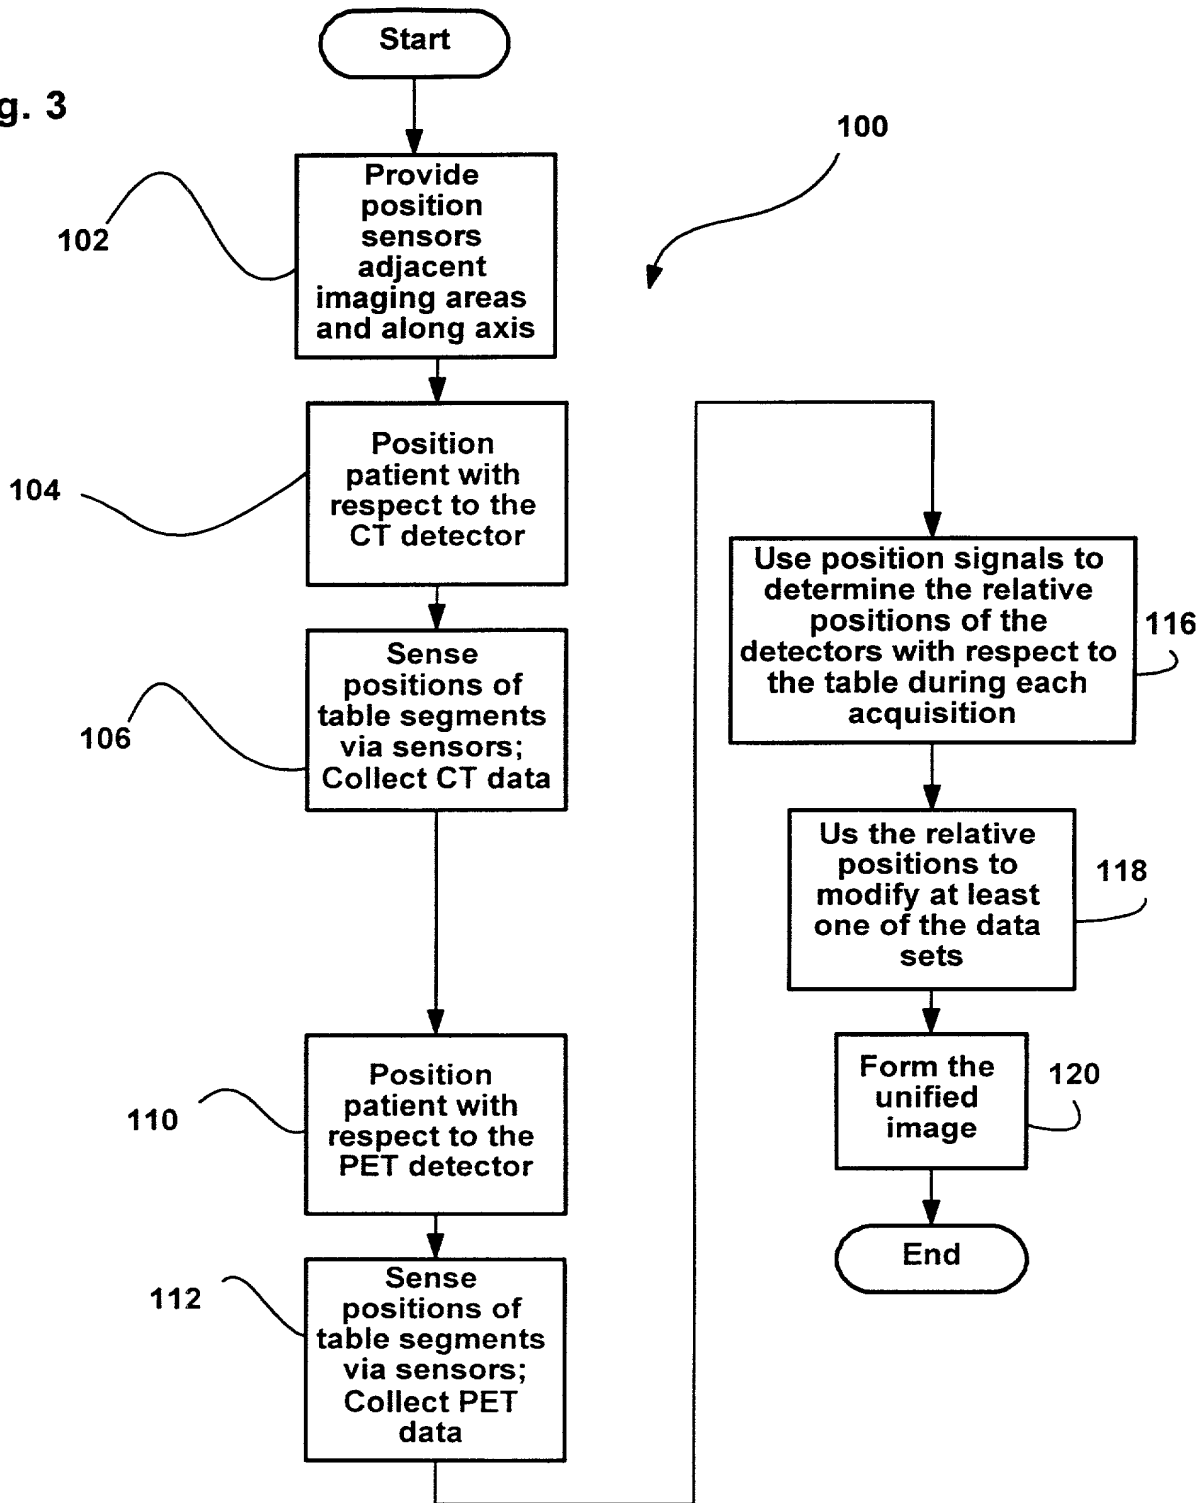 Start
g. 3
100
Provide
position
sensors
adjacent
imaging areas
and along axis
102
Position
patient with
respect to the
CT detector
104
Sense
positions of
table segments
via sensors;
Collect CT data
106
Position
patient with
respect to the
PET detector
110
Sense
positions of
table segments
via sensors;
Collect PET
data
112
Use position signals to
determine the relative
positions of the
detectors with respect to
the table during each
acquisition
116
Us the relative
positions to
modify at least
one of the data
sets
118
Form the
unified
image
120
End